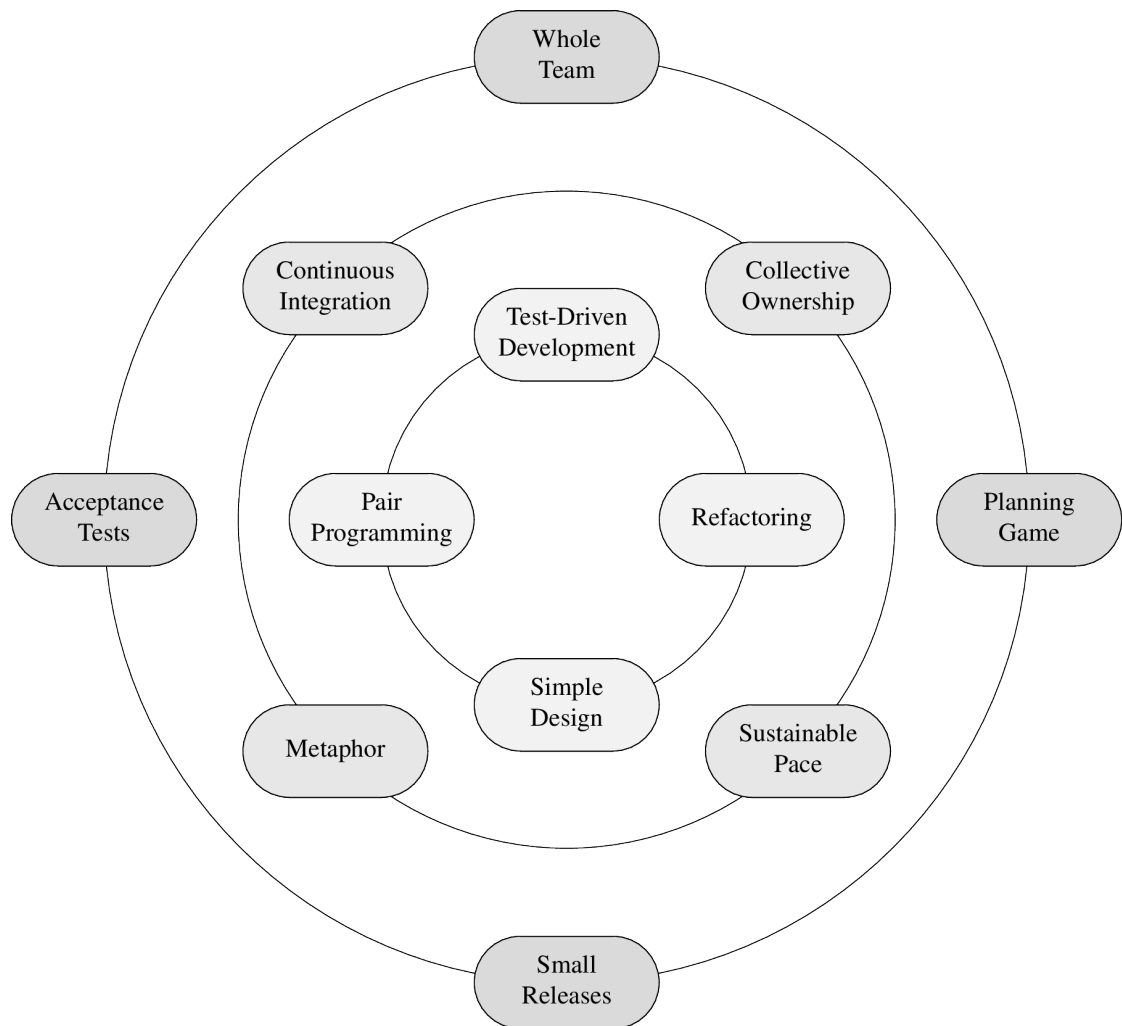 Whole
Team
Continuous
Integration
Collective
Ownership
Test-Driven
Development
Acceptance
Tests
Pair
Programming
Refactoring
Planning
Game
Simple
Design
Metaphor
Sustainable
Pace
Small
Releases